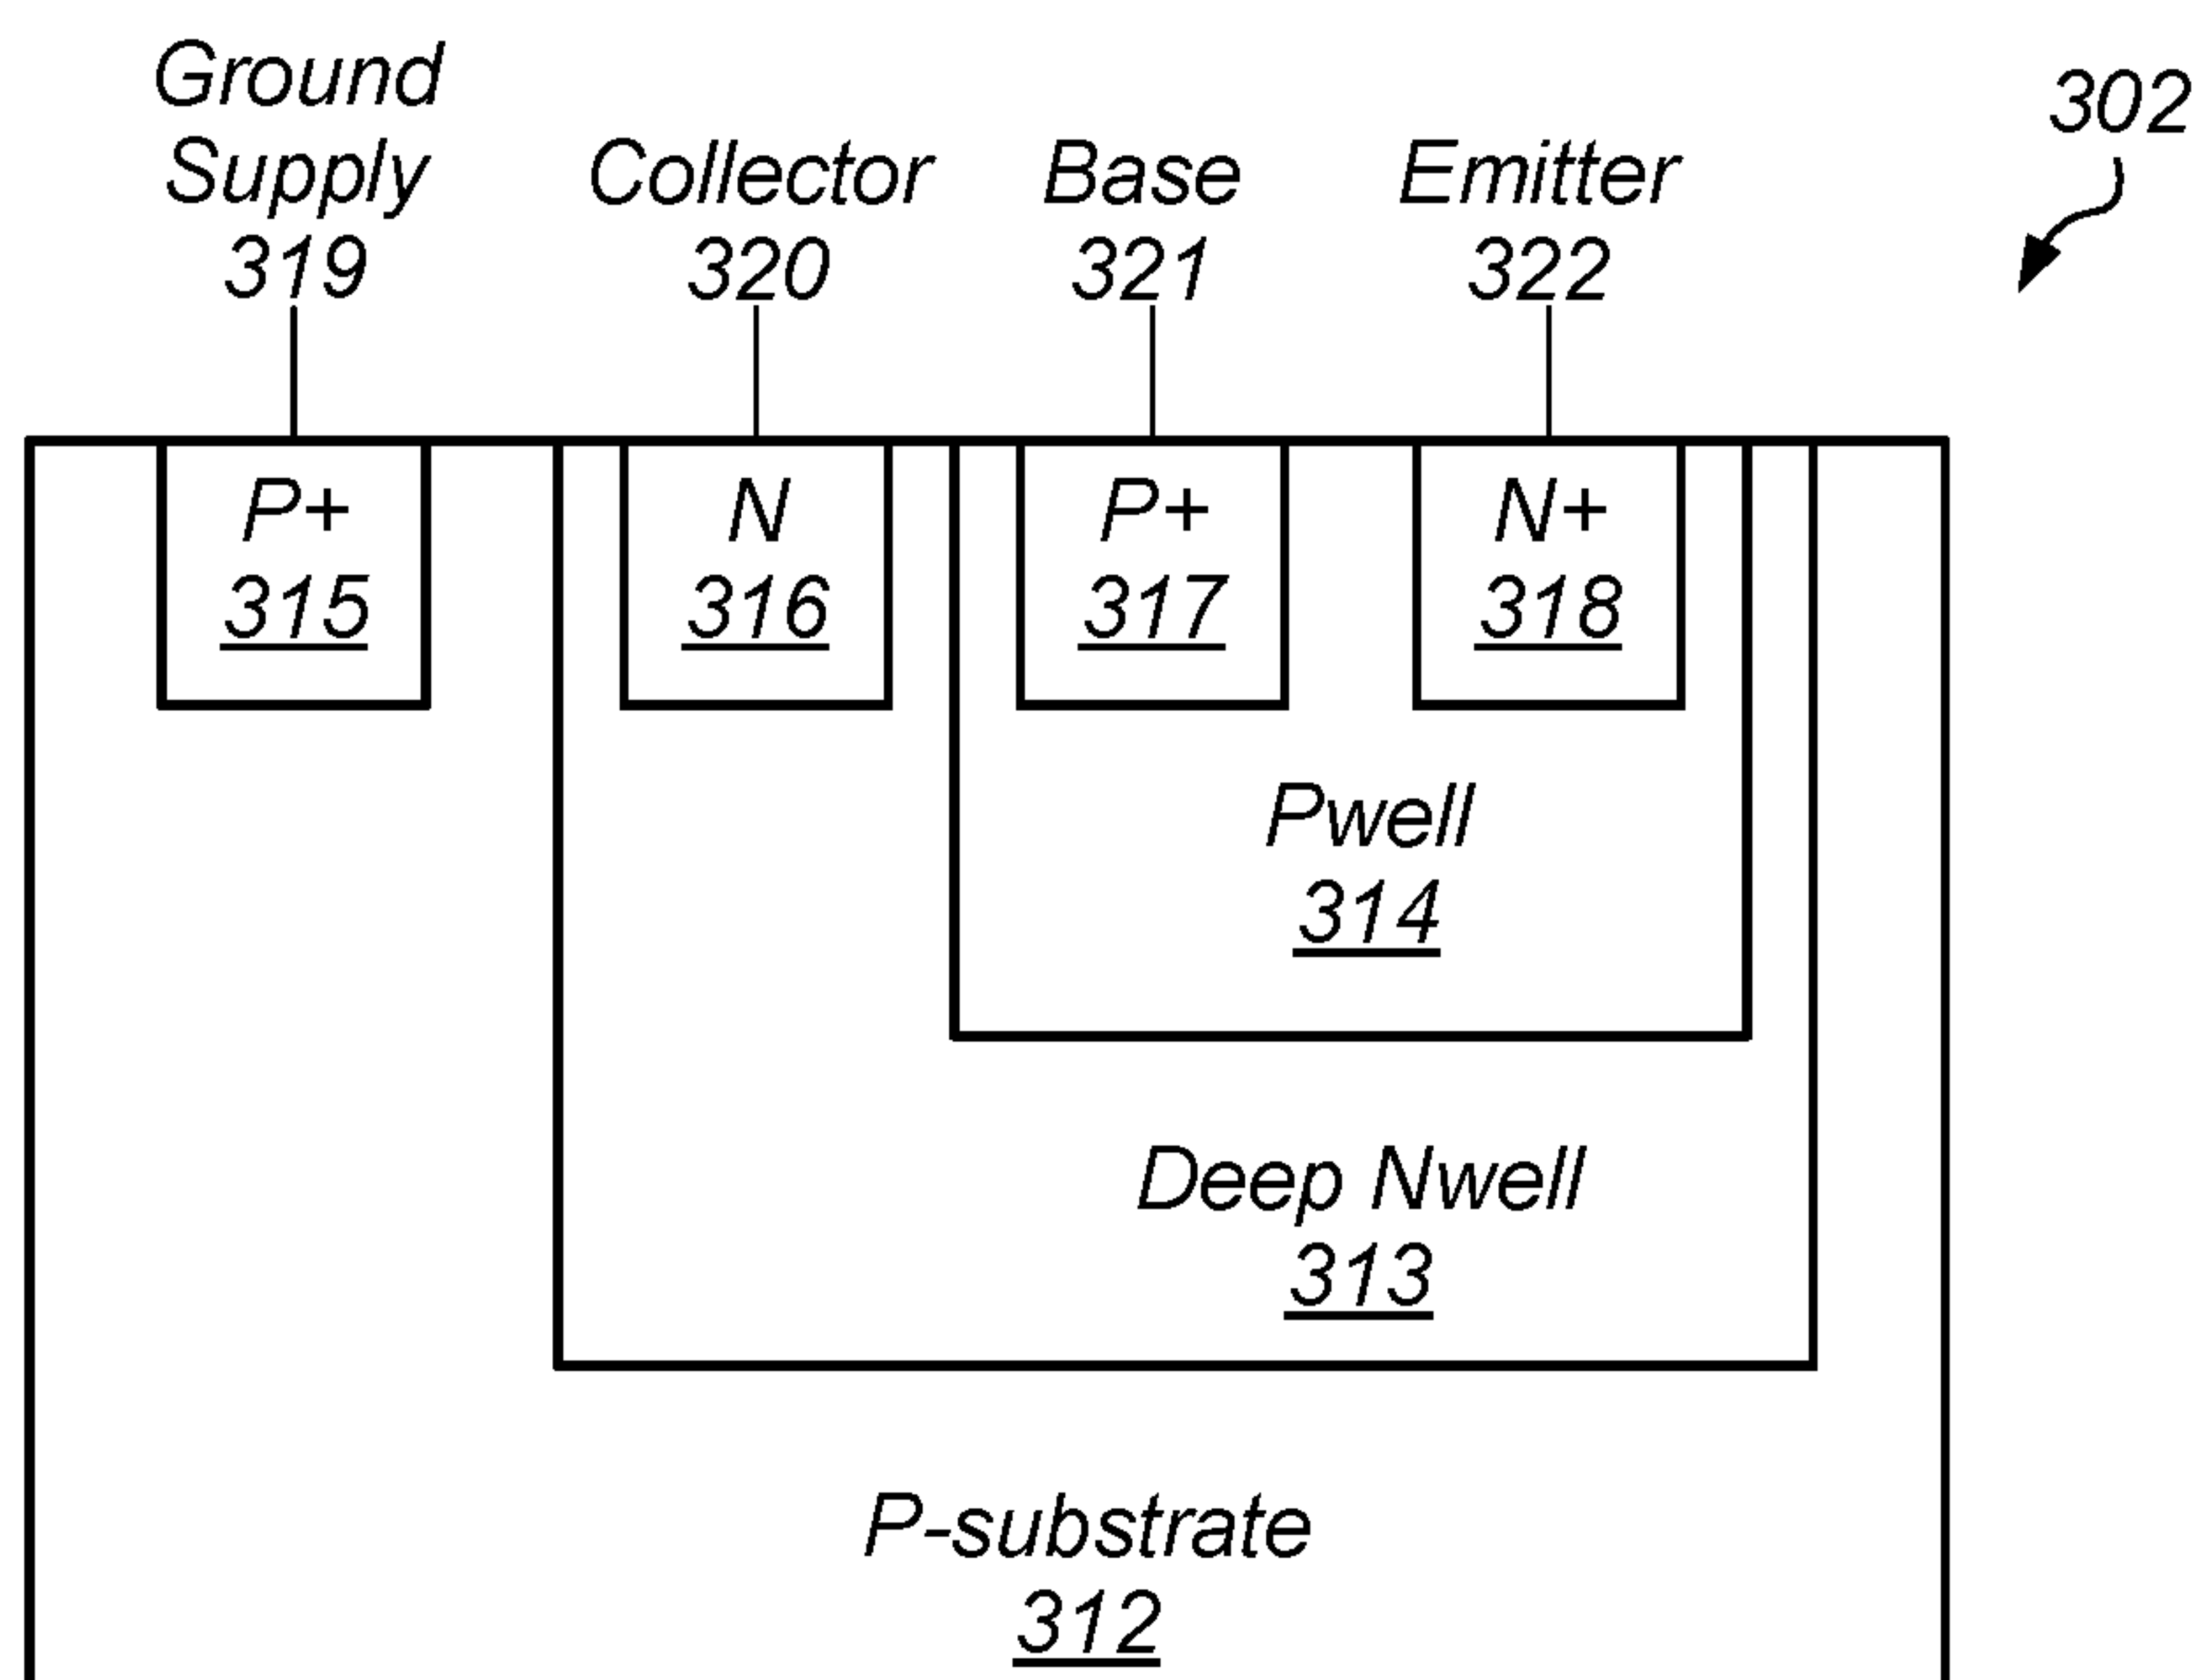 Ground
Supply
319
Collector
320
Base
321
Emitter
322
302
P+
315
N
316
P+
317
N+
318
Pwell
314
Deep Nwell
313
P-substrate
312